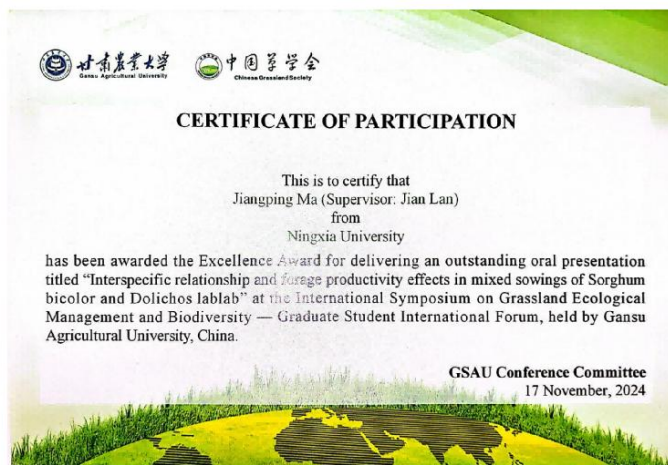 甘肃农业大学 中国草学会
Gansu Agricultural University Chinese Grassland Society
CERTIFICATE OF PARTICIPATION
This is to certify that
Jiangping Ma (Supervisor: Jian Lan)
from
Ningxia University
has been awarded the Excellence Award for delivering an outstanding oral presentation
titled “Interspecific relationship and forage productivity effects in mixed sowings of Sorghum
bicolor and Dolichos lablab” at the International Symposium on Grassland Ecological
Management and Biodiversity — Graduate Student International Forum, held by Gansu
Agricultural University, China.
GSAU Conference Committee
17 November, 2024